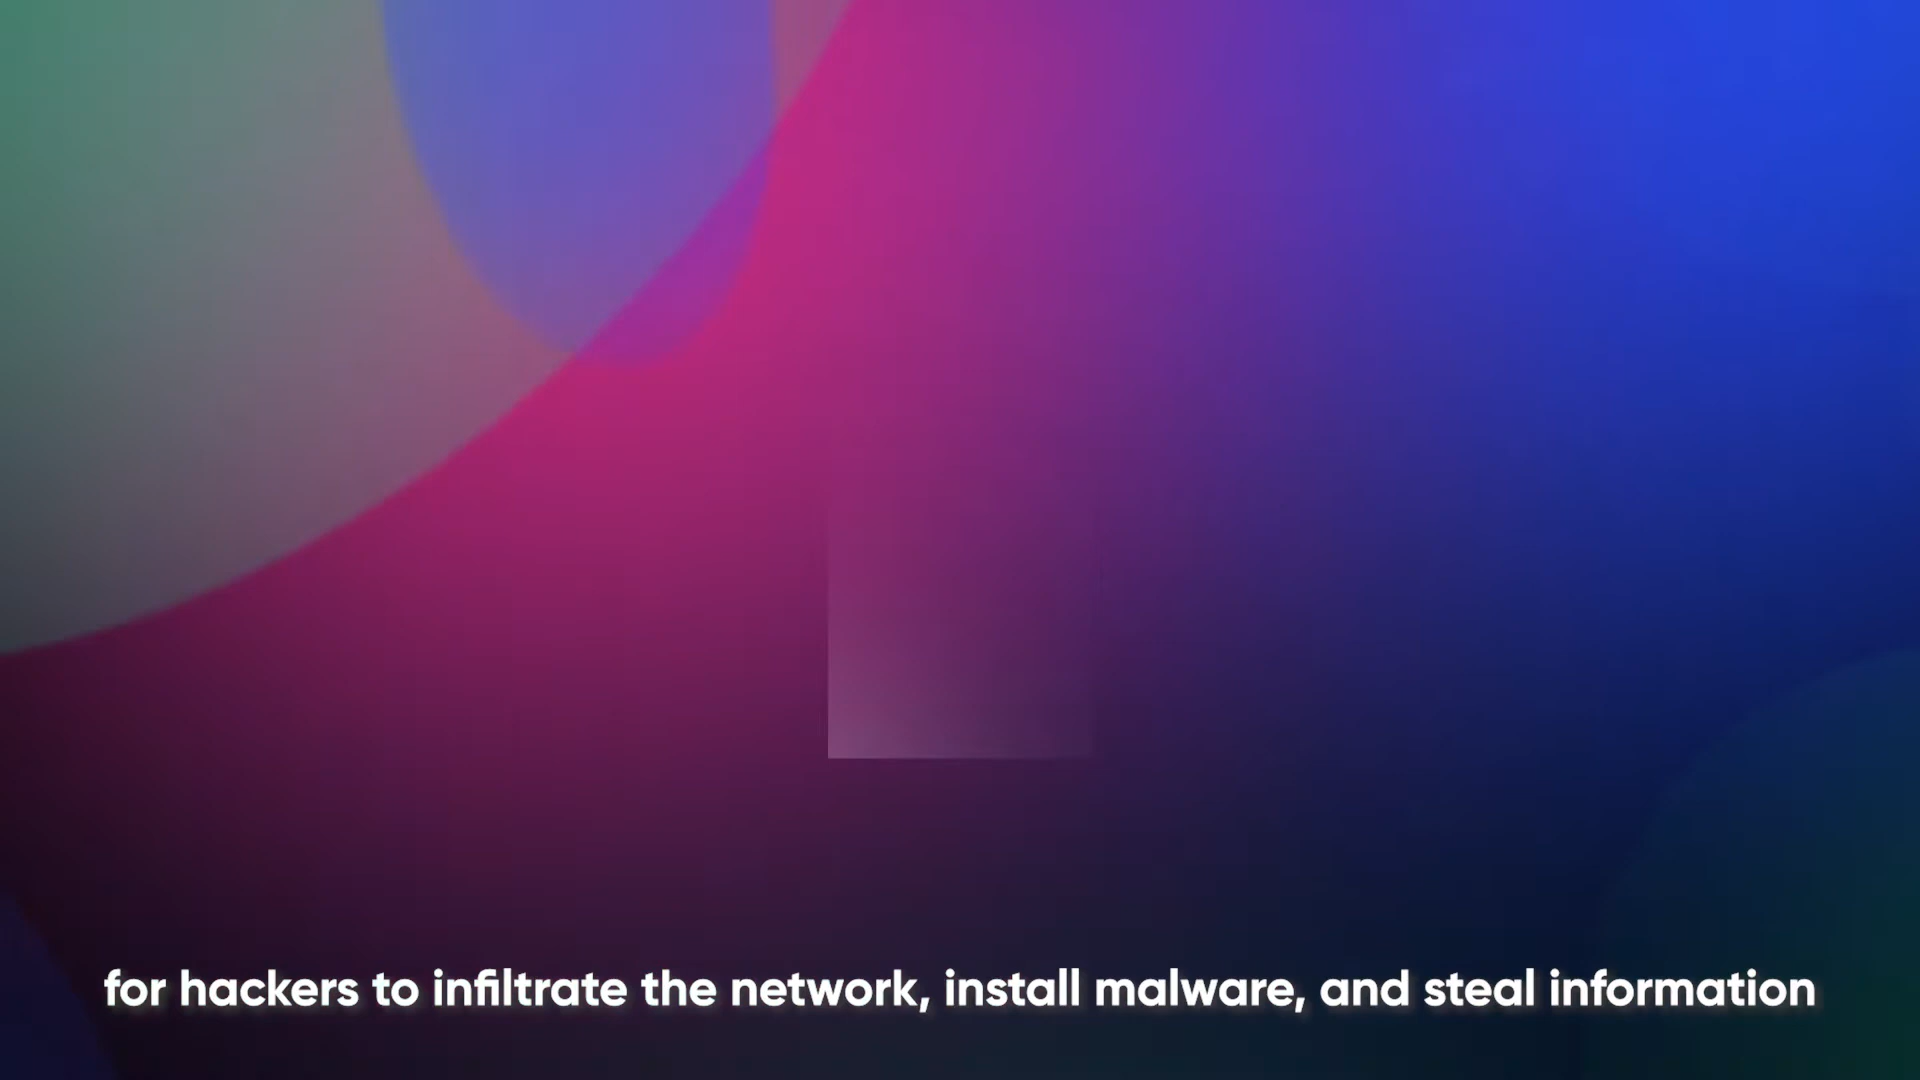 for hackers to infiltrate the network, install malware, and steal information